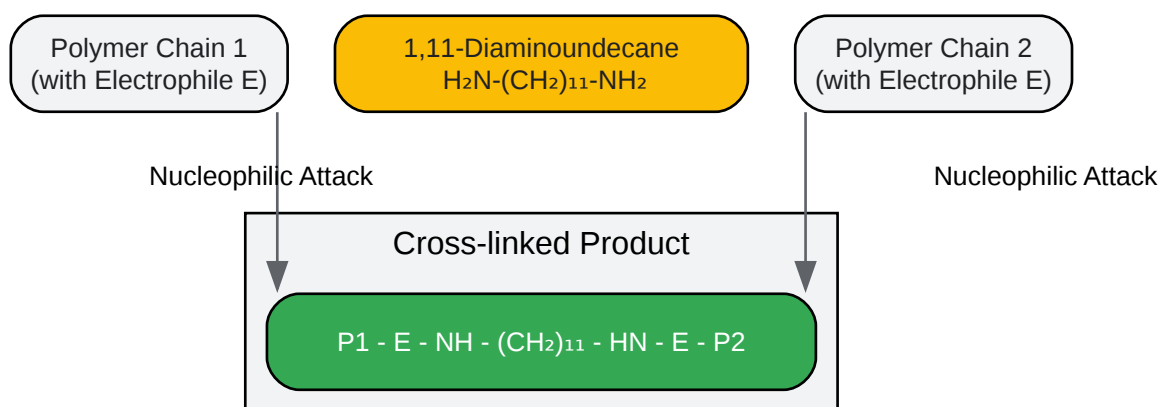 Polymer Chain 1
(with Electrophile E)
1,11-Diaminoundecane
H₂N-(CH₂)₁₁-NH₂
Polymer Chain 2
(with Electrophile E)
Nucleophilic Attack
Nucleophilic Attack
Cross-linked Product
P1 - E - NH - (CH₂)₁₁ - HN - E - P2